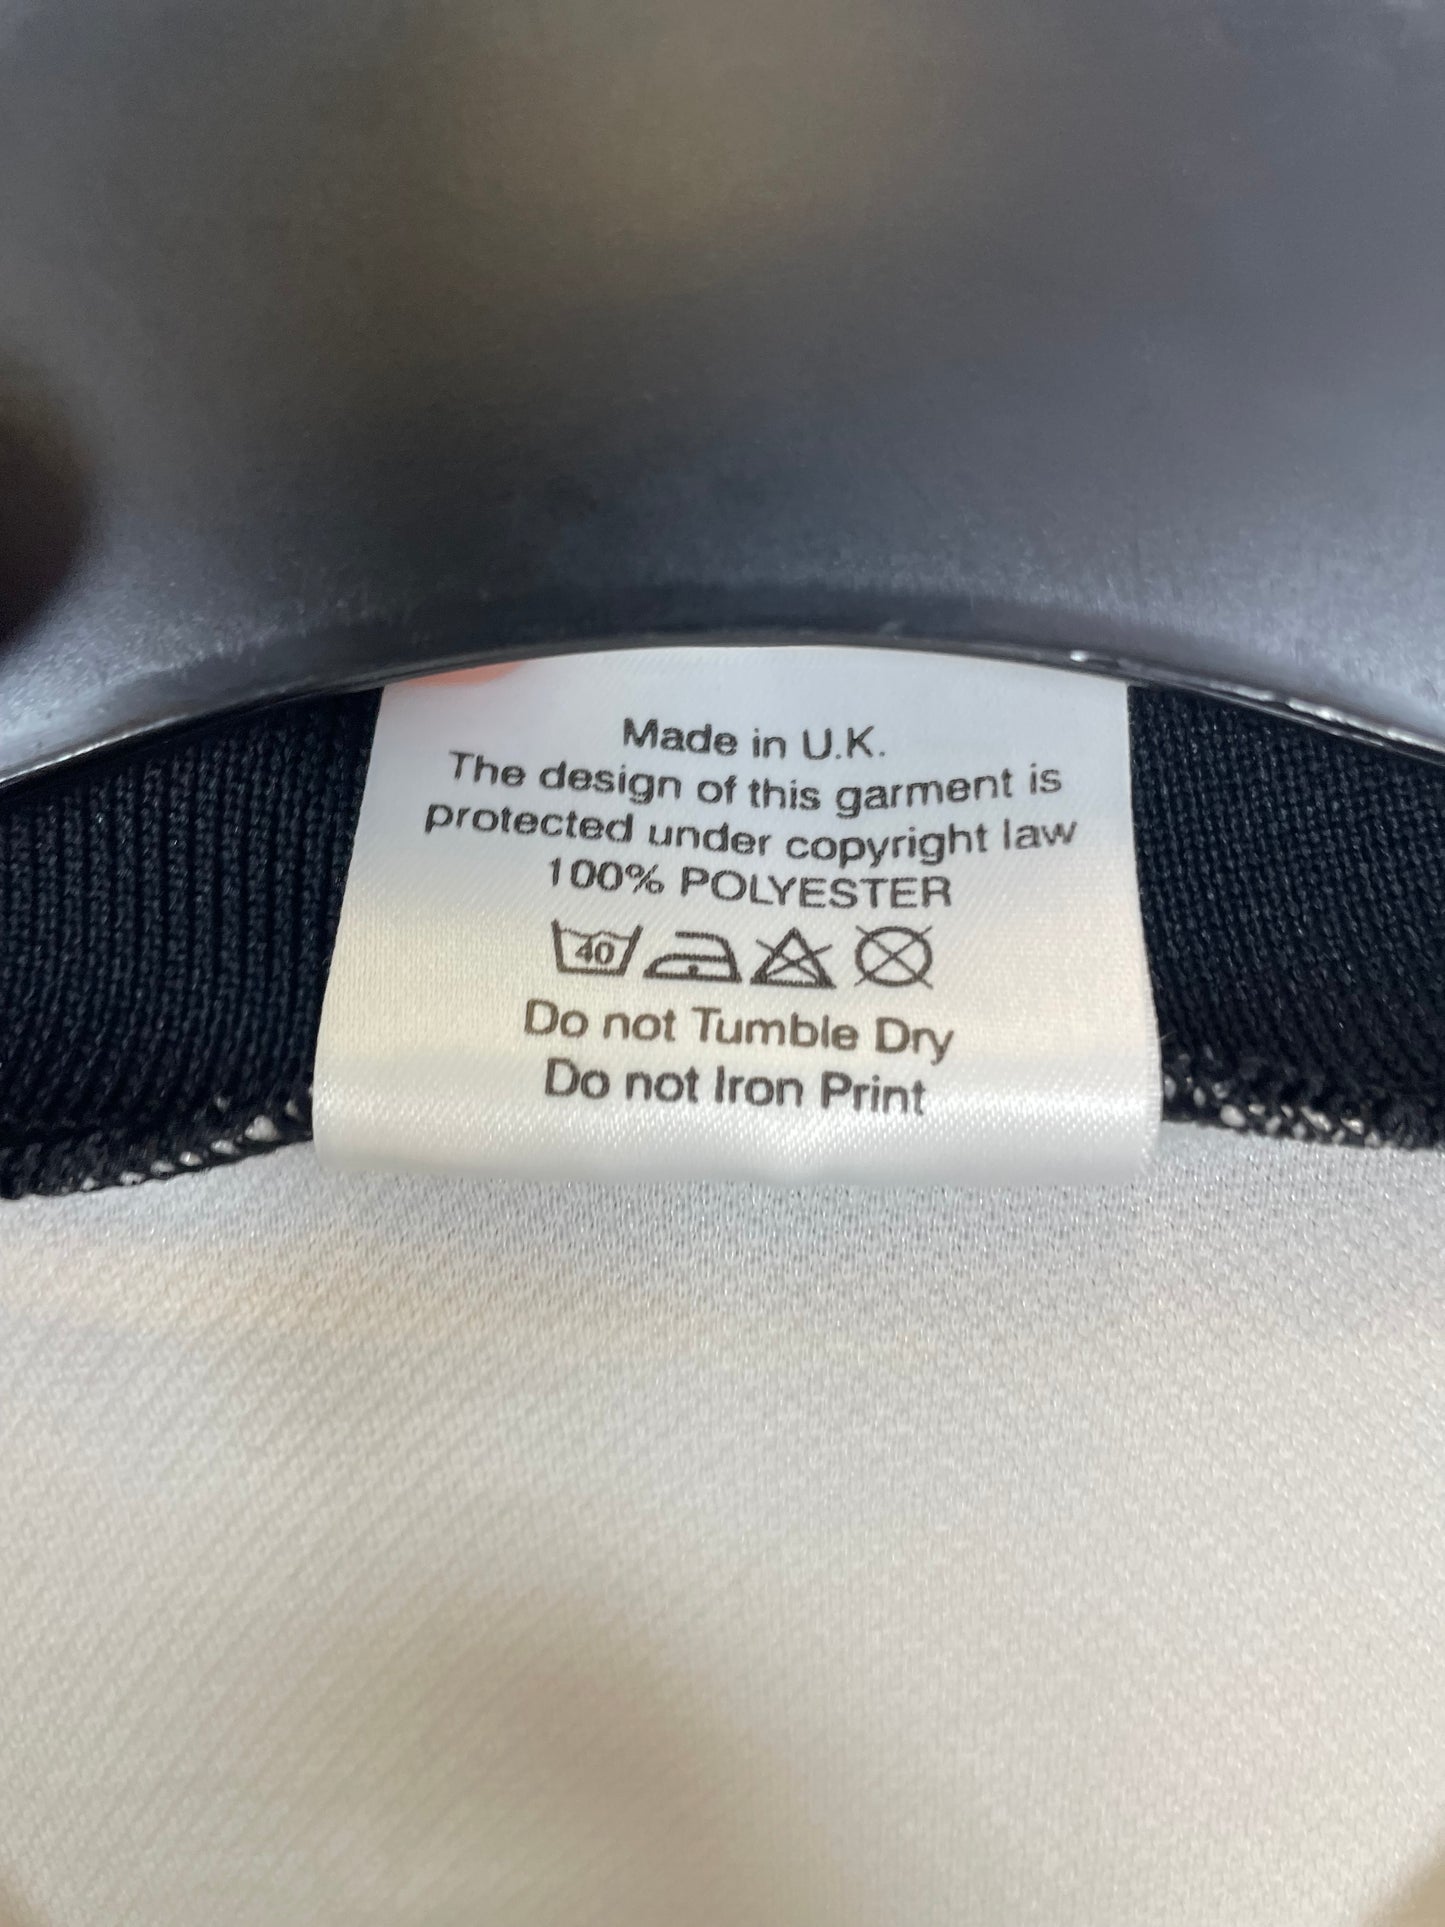 Made in U.K.
The design of this garment is
protected under copyright law
100% POLYESTER
40
Do not Tumble Dry
Do not Iron Print